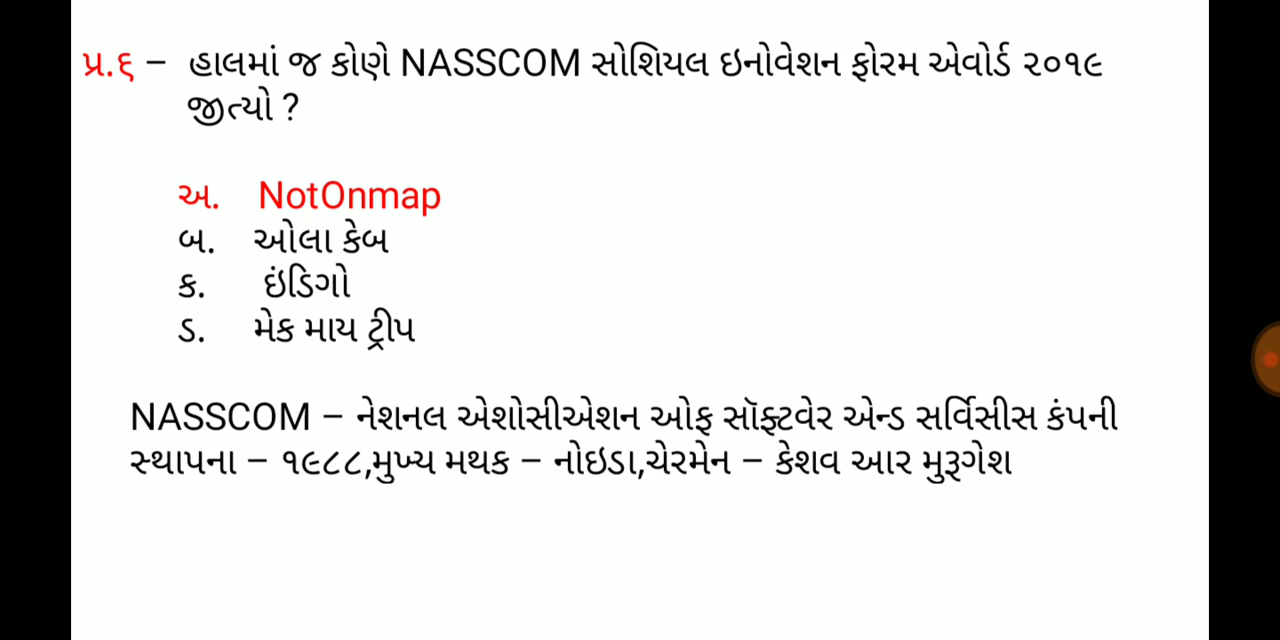 પ્ર.૬ – હાલમાં જ કોણે NASSCOM સોશિયલ ઇનોવેશન ફોરમ એવોર્ડ ૨૦૧૯
જીત્યો ?
અ. NotOnmap
બ. ઓલા કેબ
ક. ઇંડિગો
ડ. મેક માય ટ્રીપ
NASSCOM – નેશનલ એશોસીએશન ઓફ સૉફ્ટવેર એન્ડ સર્વિસીસ કંપની
સ્થાપના – ૧૯૮૮,મુખ્ય મથક – નોઇડા,ચેરમેન – કેશવ આર મુરૂગેશ